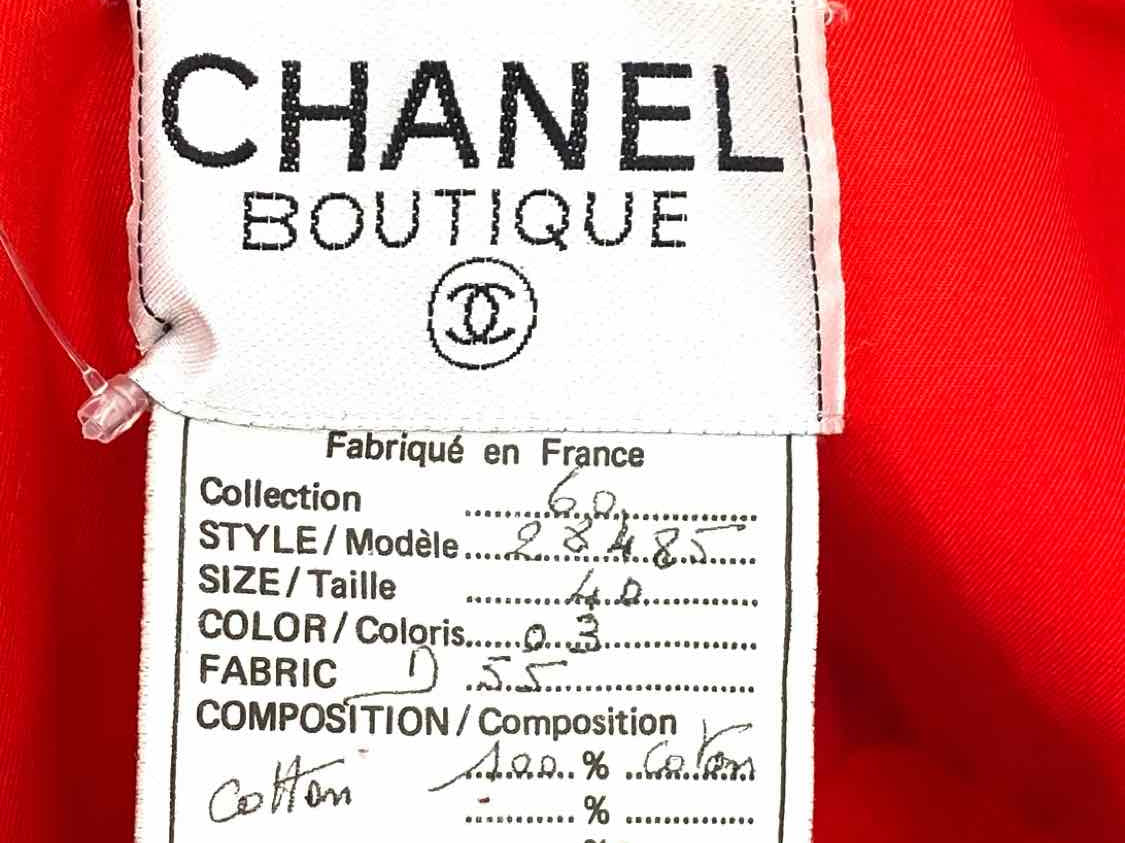 CHANEL
BOUTIQUE
Fabriqué en France
Collection ........60........
STYLE/Modèle....28485....
SIZE/Taille ........40........
COLOR/Coloris......03........
FABRIC D 55........
COMPOSITION/Composition
cotton 100 % coton
........ % ........